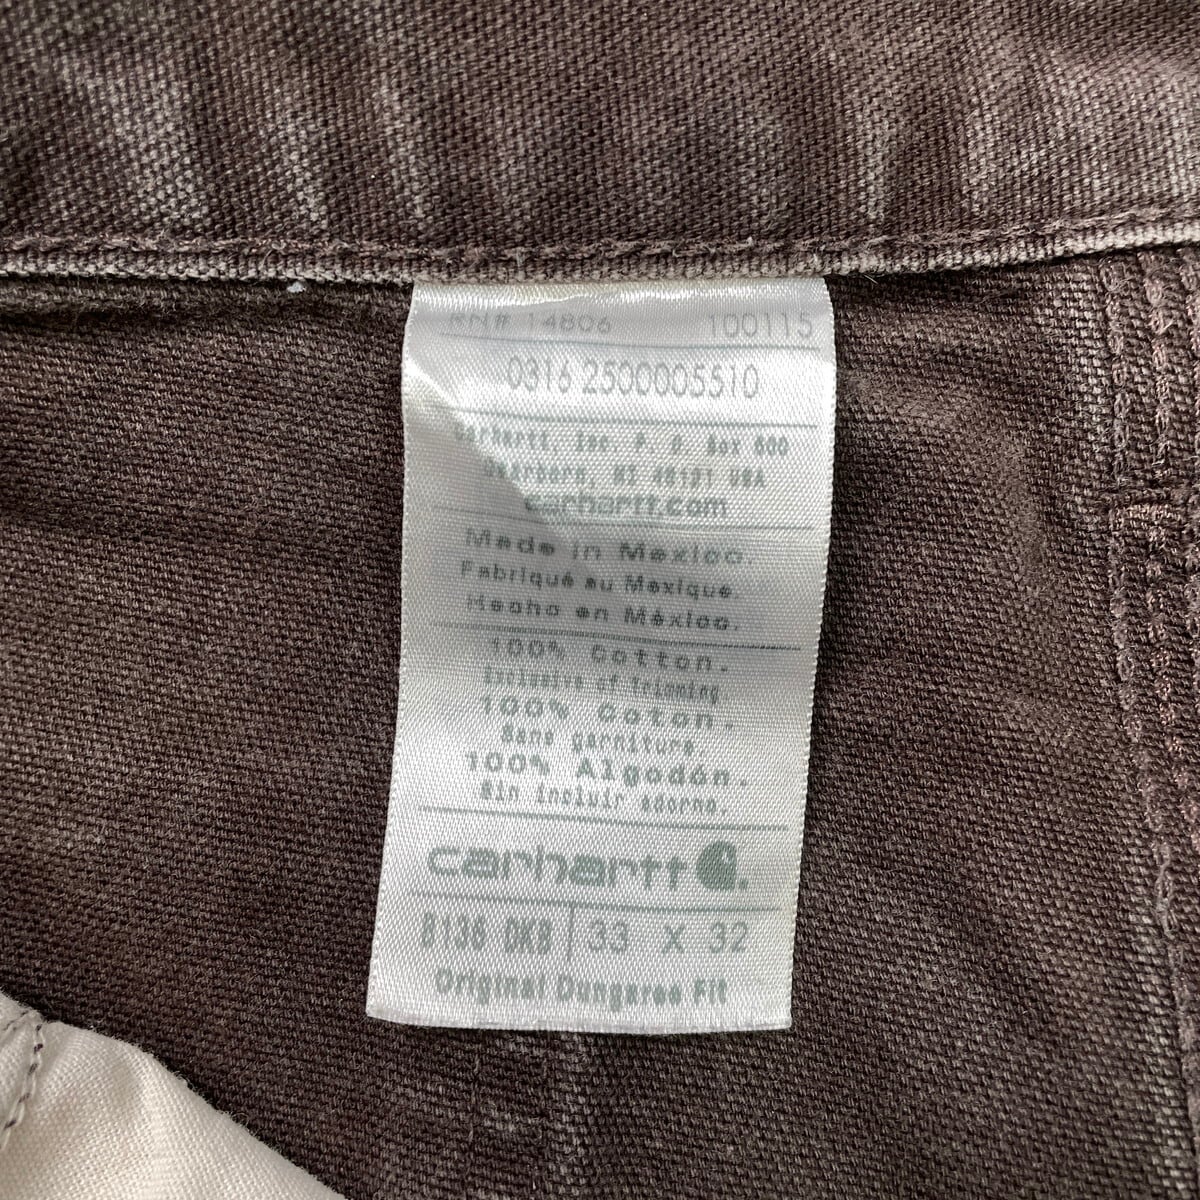 RN# 14806 100115
0316 2500005510
Carhartt, Inc. P. O. Box 600
Dearborn, MI 48121 USA
carhartt.com
Made in Mexico.
Fabriqué au Mexique.
Hecho en México.
100% Cotton.
Exclusive of Trimming
100% Coton.
Sans garniture.
100% Algodón.
Sin incluir adorno.
carhartt
B136 DKB 33 X 32
Original Dungaree Fit